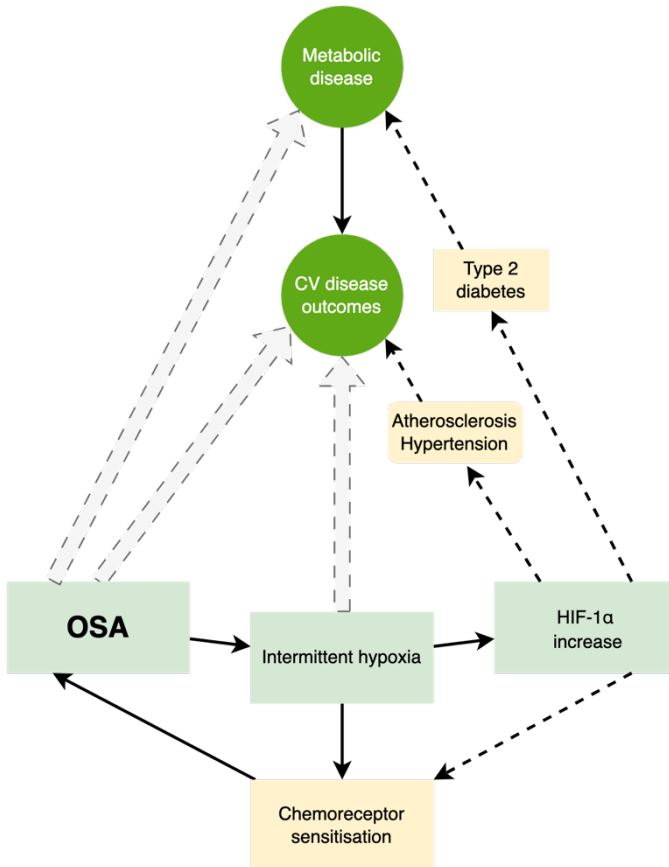 Metabolic
disease
CV disease
outcomes
Type 2
diabetes
Atherosclerosis
Hypertension
OSA
Intermittent hypoxia
HIF-1α
increase
Chemoreceptor
sensitisation